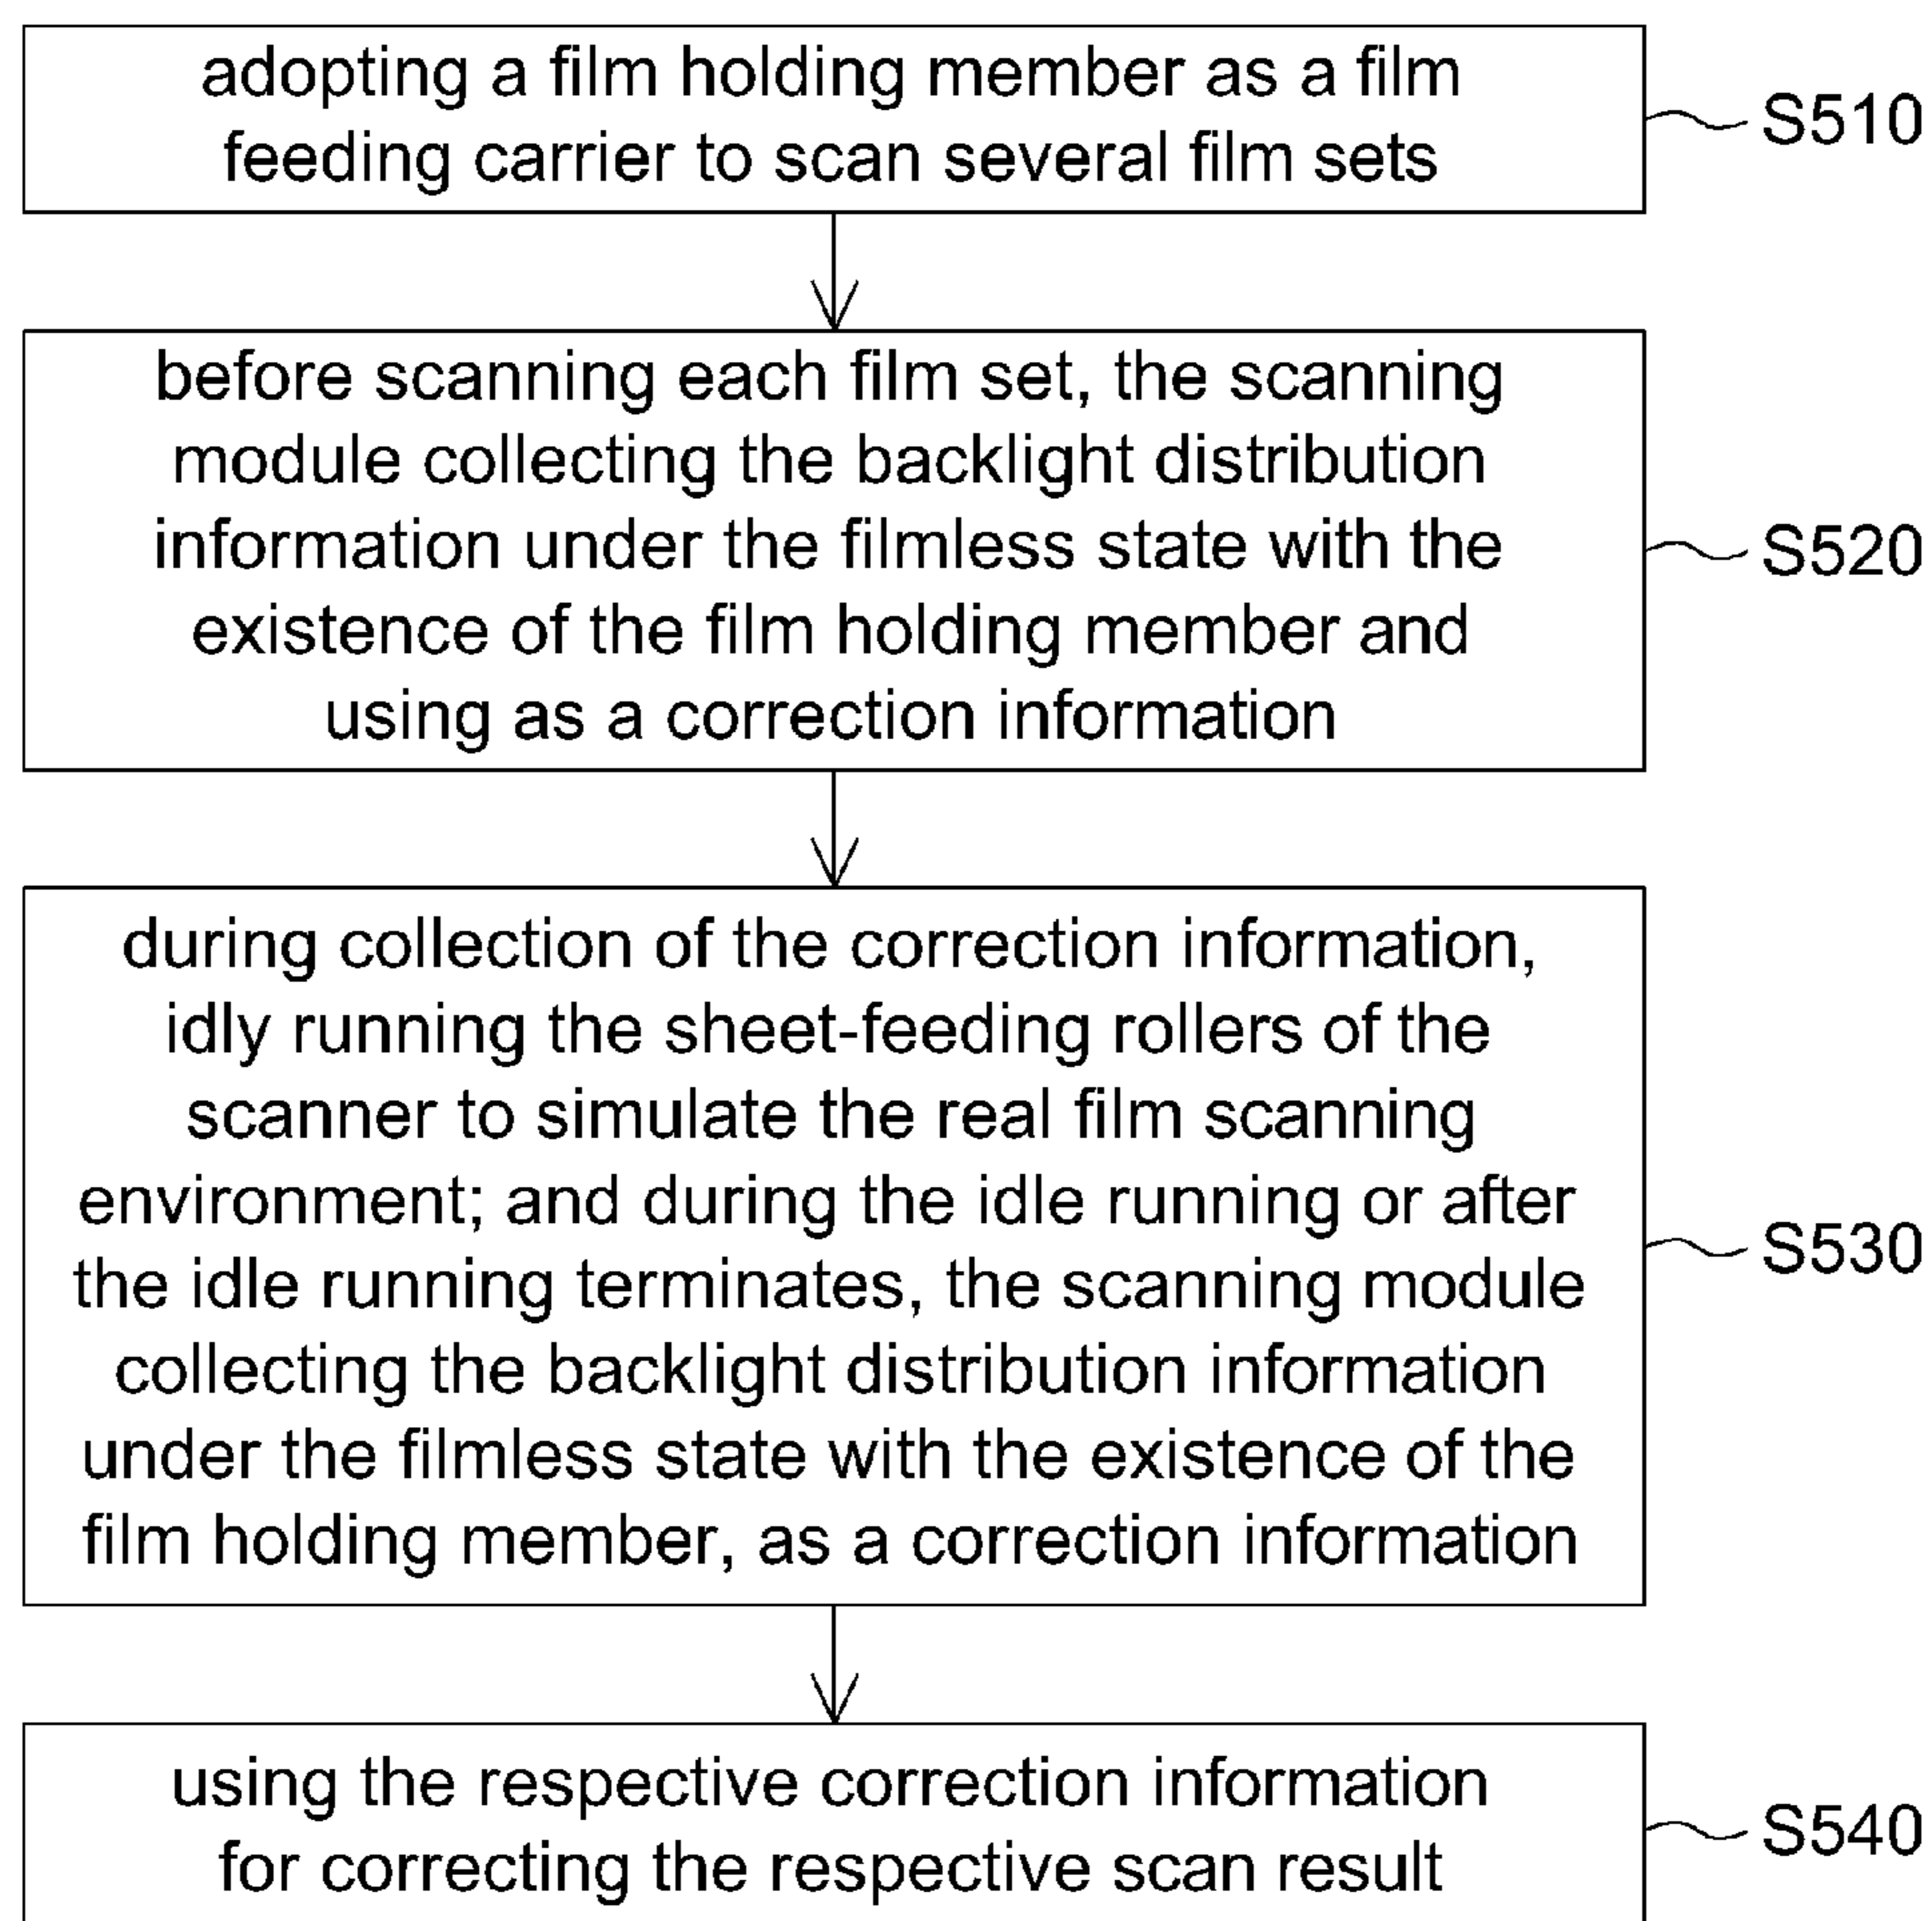 adopting a film holding member as a film
feeding carrier to scan several film sets
S510
before scanning each film set, the scanning
module collecting the backlight distribution
information under the filmless state with the
existence of the film holding member and
using as a correction information
S520
during collection of the correction information,
idly running the sheet-feeding rollers of the
scanner to simulate the real film scanning
environment; and during the idle running or after
the idle running terminates, the scanning module
collecting the backlight distribution information
under the filmless state with the existence of the
film holding member, as a correction information
S530
using the respective correction information
for correcting the respective scan result
S540